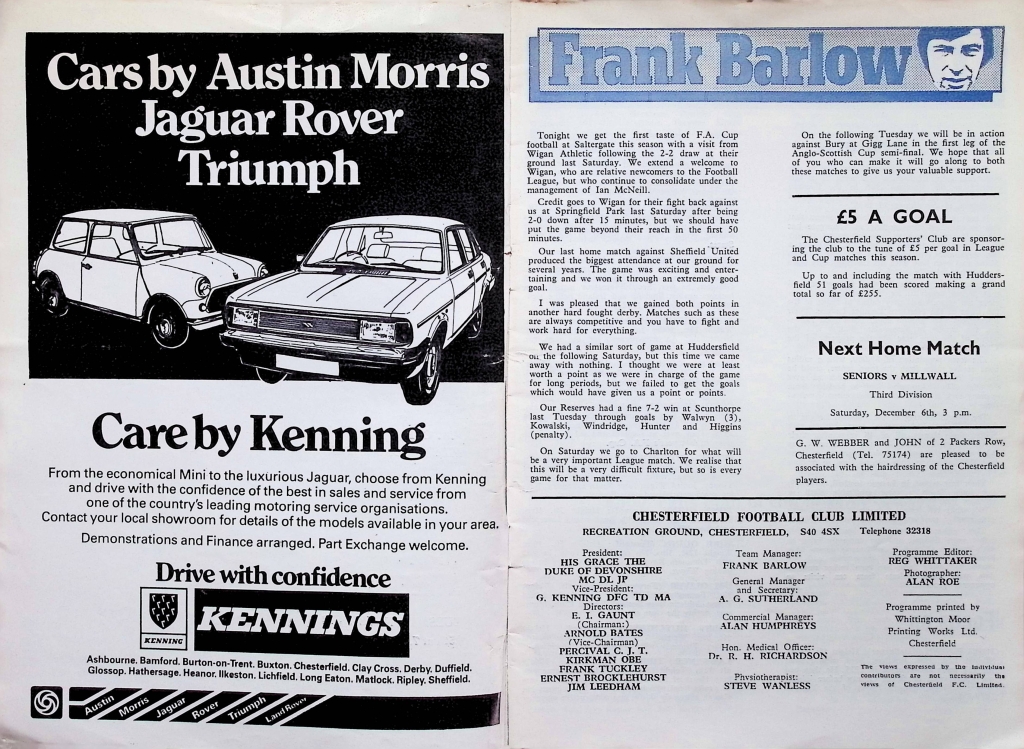 Cars by Austin Morris
Jaguar Rover
Triumph
Care by Kenning
From the economical Mini to the luxurious Jaguar, choose from Kenning
and drive with the confidence of the best in sales and service from
one of the country's leading motoring service organisations.
Contact your local showroom for details of the models available in your area.
Demonstrations and Finance arranged. Part Exchange welcome.
Drive with confidence
KENNING
KENNINGS
Ashbourne. Bamford. Burton-on-Trent. Buxton. Chesterfield. Clay Cross. Derby. Duffield.
Glossop. Hathersage. Heanor. Ilkeston. Lichfield. Long Eaton. Matlock. Ripley. Sheffield.
Austin Morris Jaguar Rover Triumph Land Rover
Frank Barlow
Tonight we get the first taste of F.A. Cup
football at Saltergate this season with a visit from
Wigan Athletic following the 2-2 draw at their
ground last Saturday. We extend a welcome to
Wigan, who are relative newcomers to the Football
League, but who continue to consolidate under the
management of Ian McNeill.
Credit goes to Wigan for their fight back against
us at Springfield Park last Saturday after being
2-0 down after 15 minutes, but we should have
put the game beyond their reach in the first 50
minutes.
Our last home match against Sheffield United
produced the biggest attendance at our ground for
several years. The game was exciting and enter-
taining and we won it through an extremely good
goal.
I was pleased that we gained both points in
another hard fought derby. Matches such as these
are always competitive and you have to fight and
work hard for everything.
We had a similar sort of game at Huddersfield
on the following Saturday, but this time we came
away with nothing. I thought we were at least
worth a point as we were in charge of the game
for long periods, but we failed to get the goals
which would have given us a point or points.
Our Reserves had a fine 7-2 win at Scunthorpe
last Tuesday through goals by Walwyn (3),
Kowalski, Windridge, Hunter and Higgins
(penalty).
On Saturday we go to Charlton for what will
be a very important League match. We realise that
this will be a very difficult fixture, but so is every
game for that matter.
On the following Tuesday we will be in action
against Bury at Gigg Lane in the first leg of the
Anglo-Scottish Cup semi-final. We hope that all
of you who can make it will go along to both
these matches to give us your valuable support.
£5 A GOAL
The Chesterfield Supporters' Club are sponsor-
ing the club to the tune of £5 per goal in League
and Cup matches this season.
Up to and including the match with Hudders-
field 51 goals had been scored making a grand
total so far of £255.
Next Home Match
SENIORS v MILLWALL
Third Division
Saturday, December 6th, 3 p.m.
G. W. WEBBER and JOHN of 2 Packers Row,
Chesterfield (Tel. 75174) are pleased to be
associated with the hairdressing of the Chesterfield
players.
CHESTERFIELD FOOTBALL CLUB LIMITED
RECREATION GROUND, CHESTERFIELD, S40 4SX Telephone 32318
President:
HIS GRACE THE
DUKE OF DEVONSHIRE
MC DL JP
Vice-President:
G. KENNING DFC TD MA
Directors:
E. I. GAUNT
(Chairman:)
ARNOLD BATES
(Vice-Chairman)
PERCIVAL C. J. T.
KIRKMAN OBE
FRANK TUCKLEY
ERNEST BROCKLEHURST
JIM LEEDHAM
Team Manager:
FRANK BARLOW
General Manager
and Secretary:
A. G. SUTHERLAND
Commercial Manager:
ALAN HUMPHREYS
Hon. Medical Officer:
Dr. R. H. RICHARDSON
Physiotherapist:
STEVE WANLESS
Programme Editor:
REG WHITTAKER
Photographer:
ALAN ROE
Programme printed by
Whittington Moor
Printing Works Ltd.
Chesterfield
The views expressed by the individual
contributors are not necessarily the
views of Chesterfield F.C. Limited.